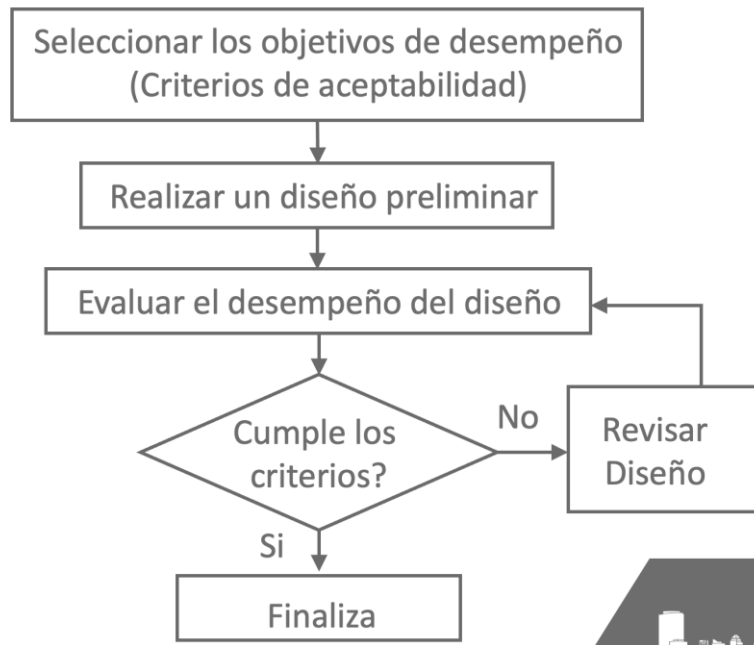 Seleccionar los objetivos de desempeño
(Criterios de aceptabilidad)
Realizar un diseño preliminar
Evaluar el desempeño del diseño
Cumple los
criterios?
No
Revisar
Diseño
Si
Finaliza